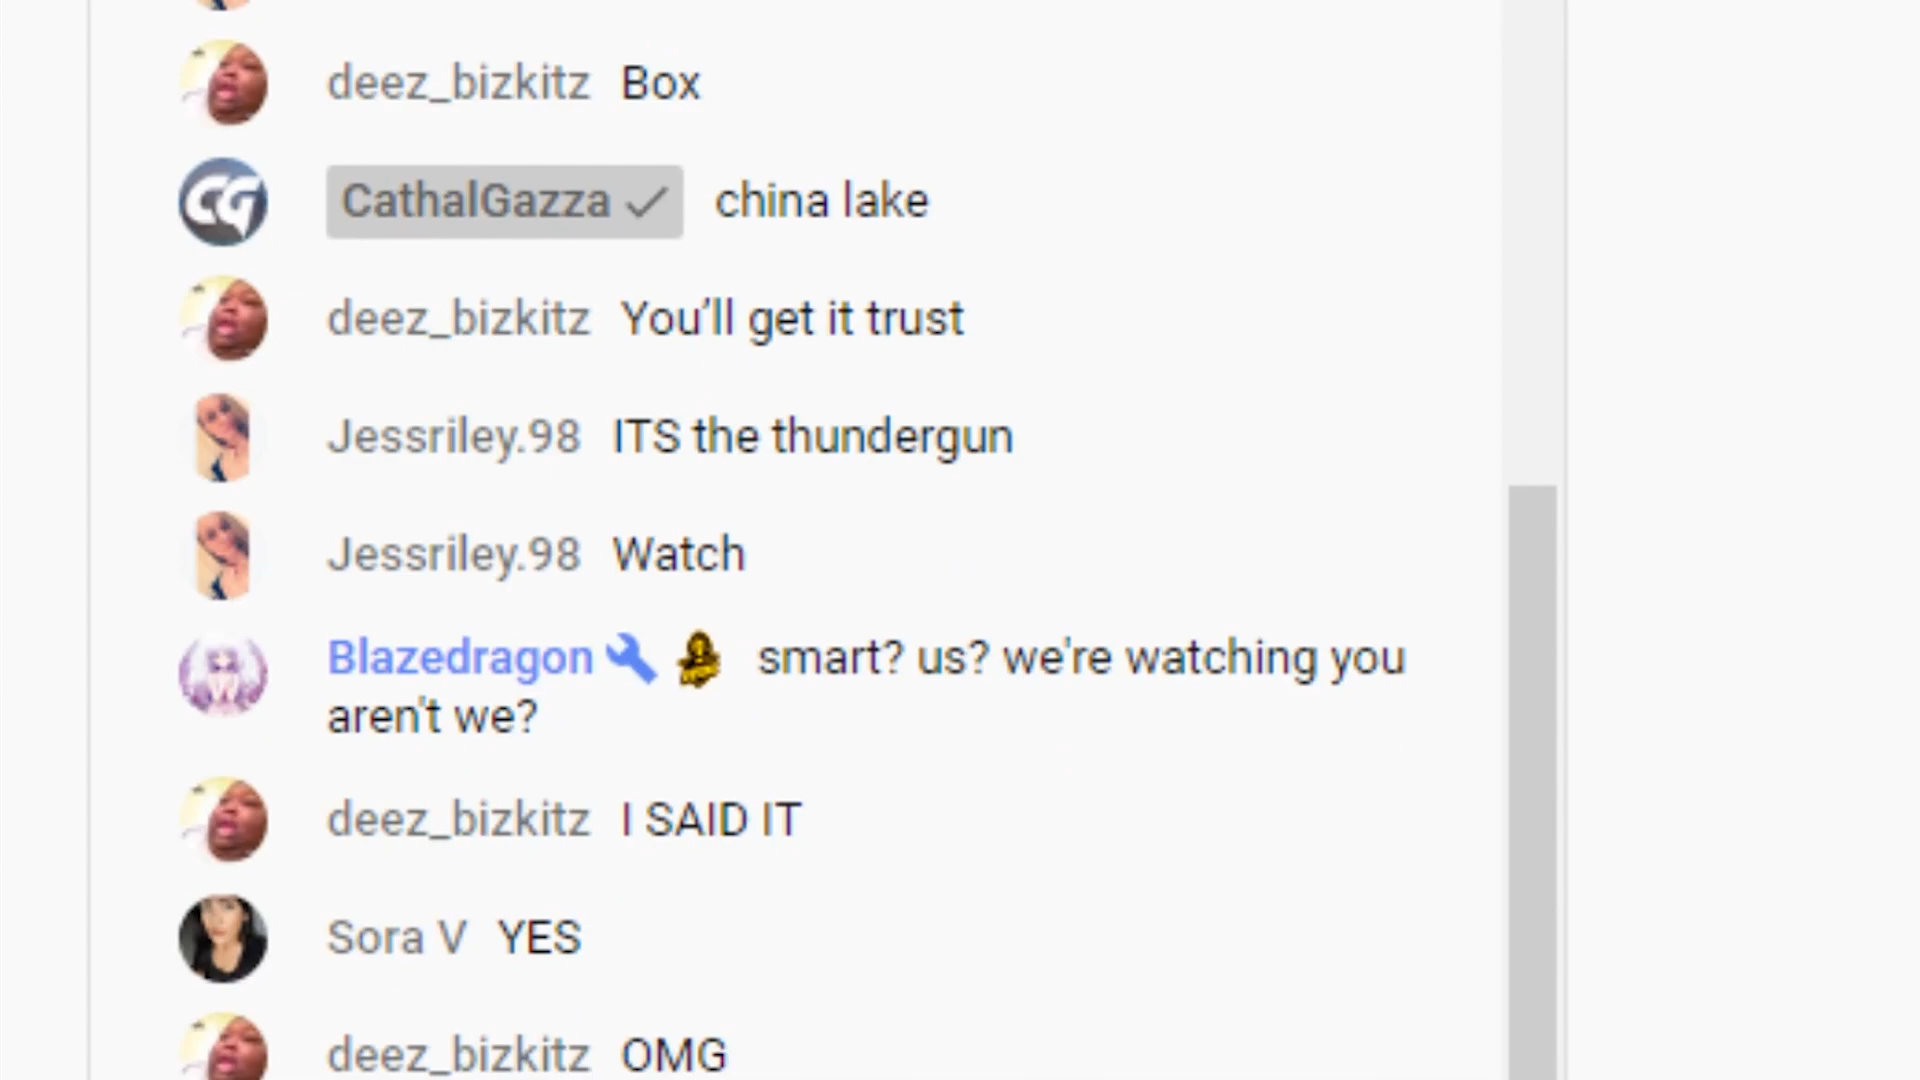 deez_bizkitz Box
CG CathalGazza ✓ china lake
deez_bizkitz You'll get it trust
Jessriley.98 ITS the thundergun
Jessriley.98 Watch
Blazedragon smart? us? we're watching you
aren't we?
deez_bizkitz I SAID IT
Sora V YES
deez_bizkitz OMG